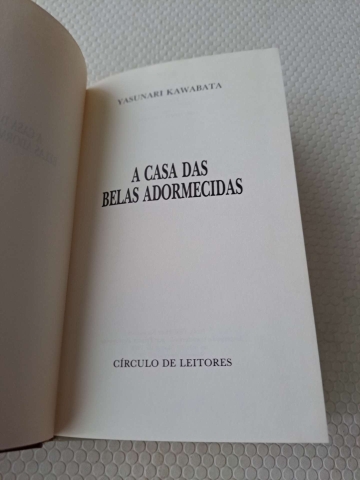 YASUNARI KAWABATA
A CASA DAS
BELAS ADORMECIDAS
CÍRCULO DE LEITORES